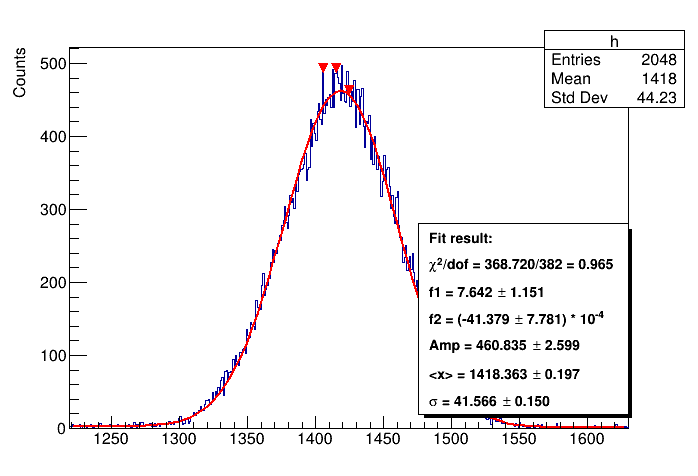 h
Entries 2048
Mean 1418
Std Dev 44.23
Counts
500
400
300
200
100
0
Fit result:
χ²/dof = 368.720/382 = 0.965
f1 = 7.642 ± 1.151
f2 = (-41.379 ± 7.781) * 10⁻⁴
Amp = 460.835 ± 2.599
<x> = 1418.363 ± 0.197
σ = 41.566 ± 0.150
1250 1300 1350 1400 1450 1500 1550 1600